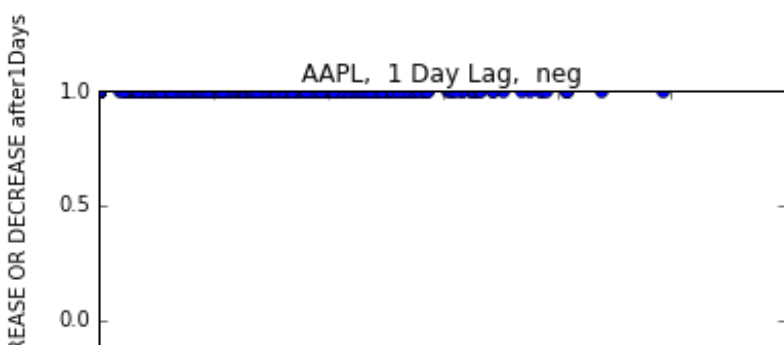 AAPL, 1 Day Lag, neg
REASE OR DECREASE after1Days
1.0
0.5
0.0